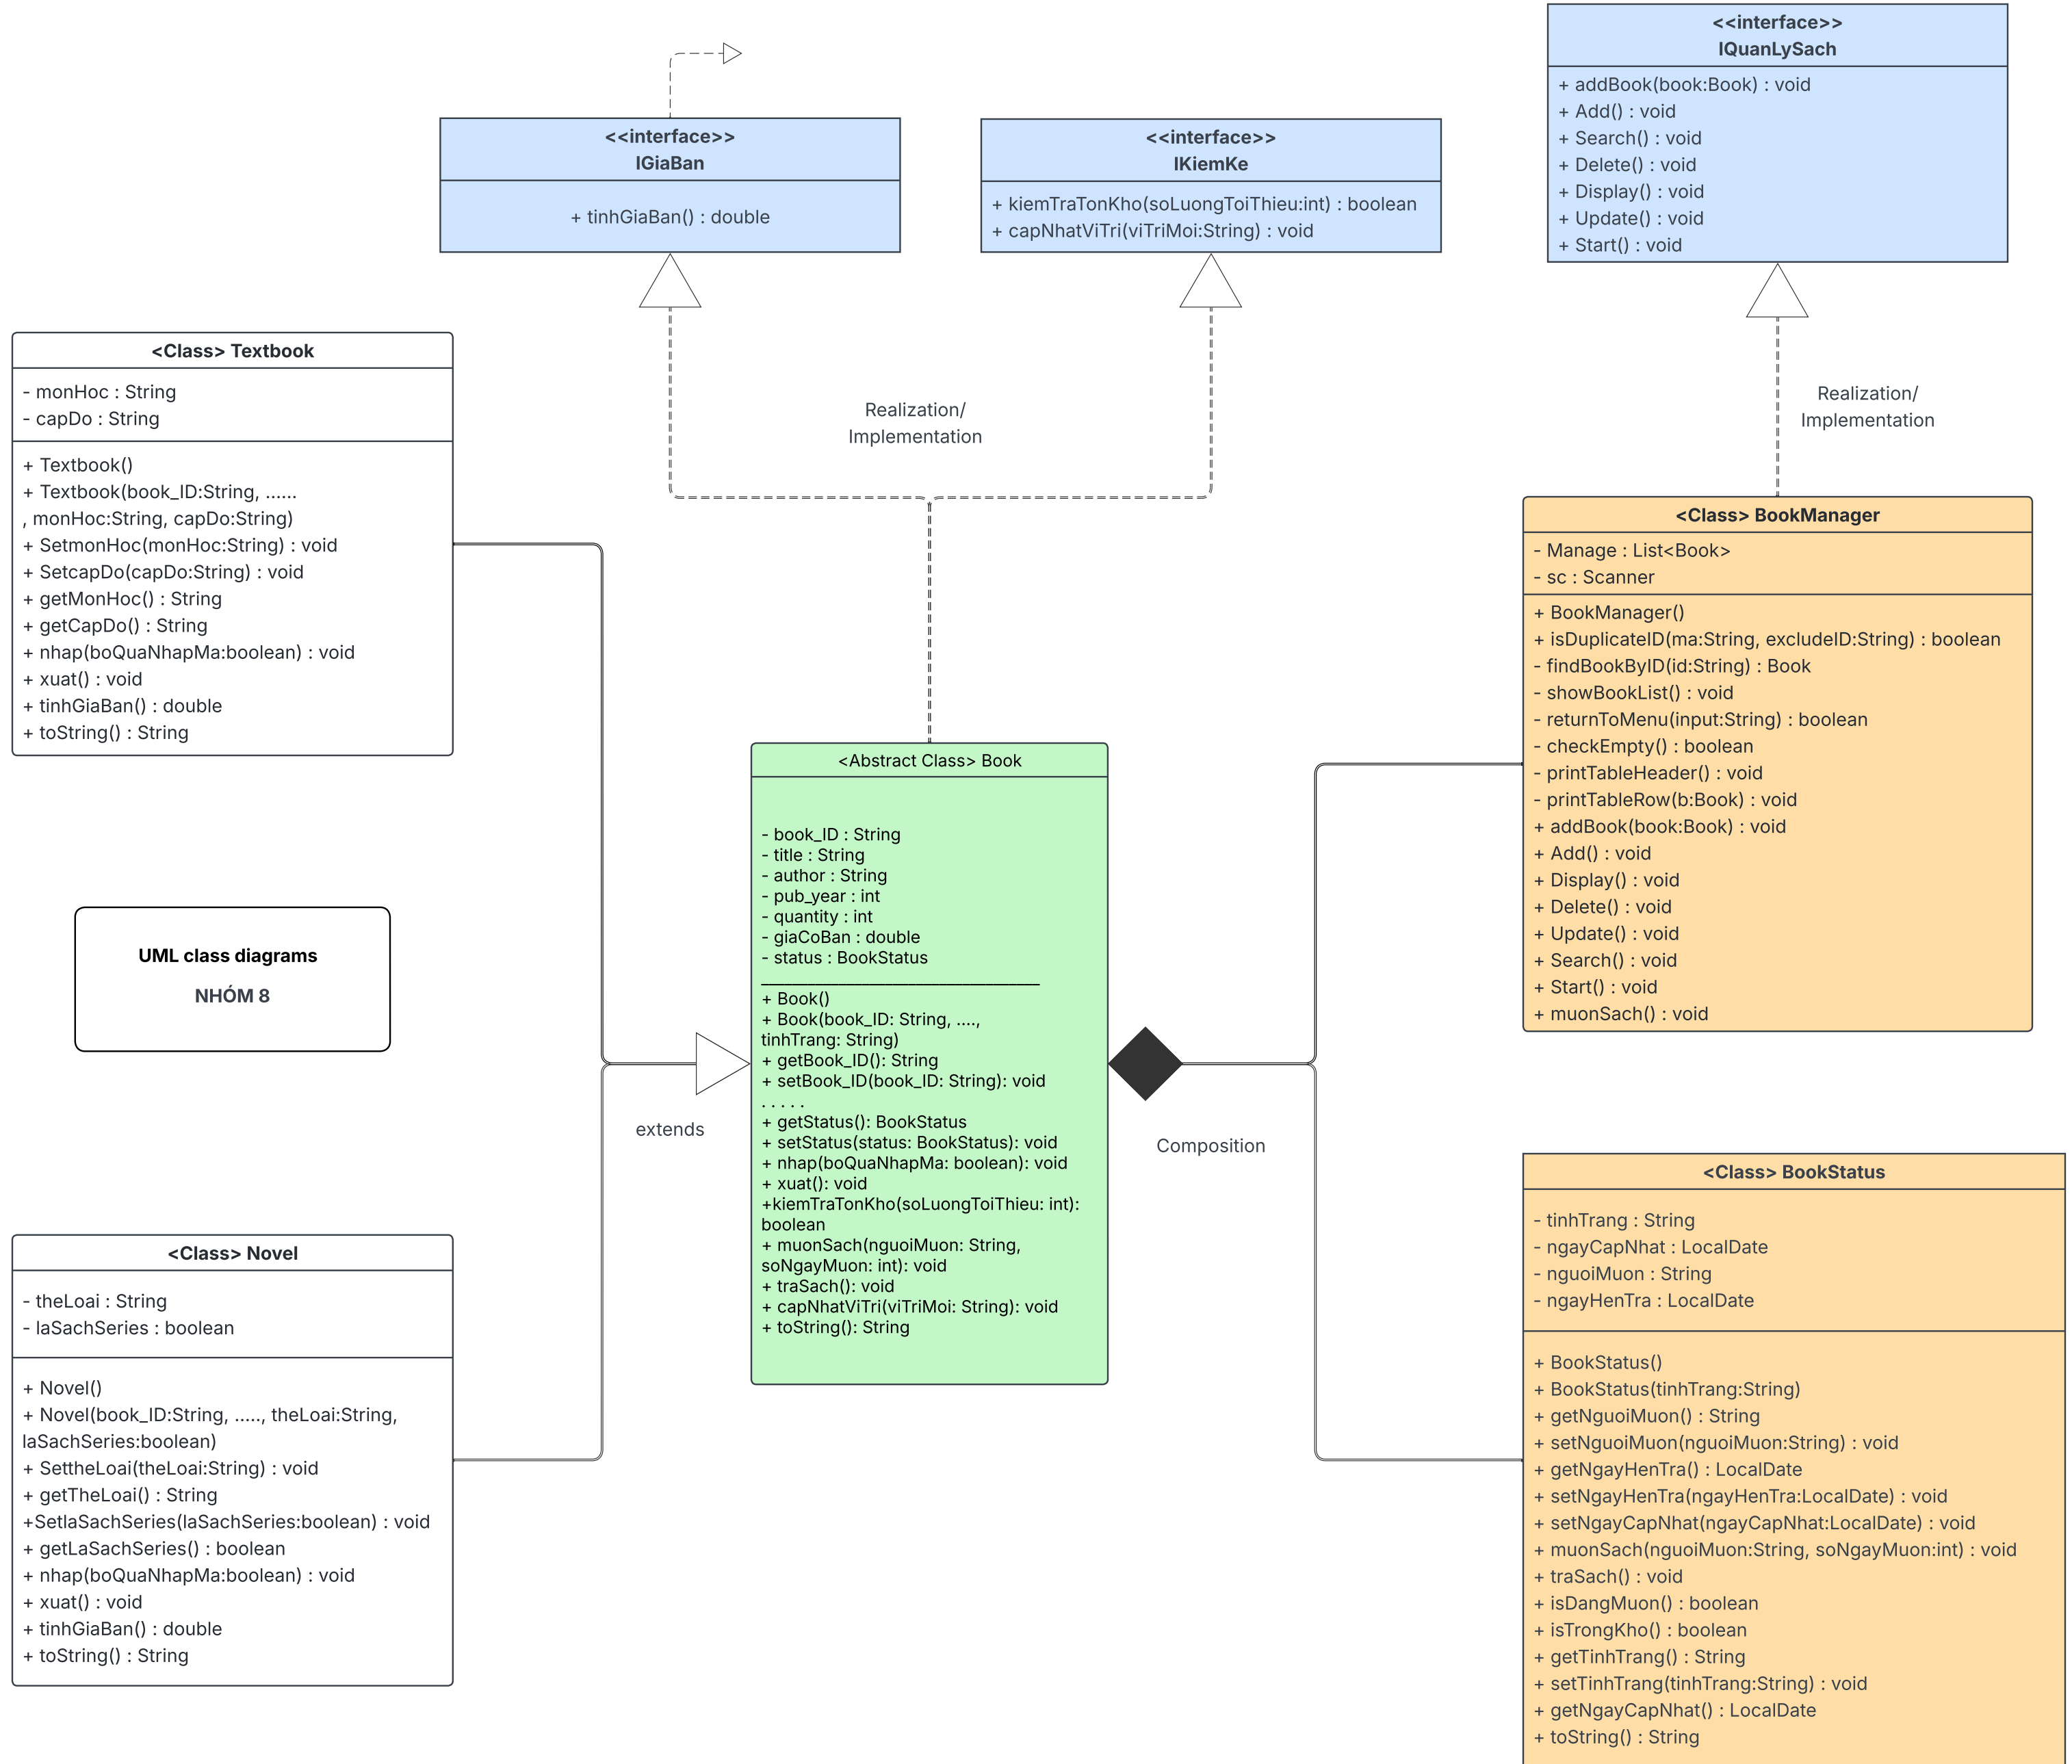 <<interface>>
IGiaBan
+ tinhGiaBan() : double
<<interface>>
IKiemKe
+ kiemTraTonKho(soLuongToiThieu:int) : boolean
+ capNhatViTri(viTriMoi:String) : void
<<interface>>
IQuanLySach
+ addBook(book:Book) : void
+ Add() : void
+ Search() : void
+ Delete() : void
+ Display() : void
+ Update() : void
+ Start() : void
Realization/
Implementation
Realization/
Implementation
<Class> Textbook
- monHoc : String
- capDo : String
+ Textbook()
+ Textbook(book_ID:String, ......
, monHoc:String, capDo:String)
+ SetmonHoc(monHoc:String) : void
+ SetcapDo(capDo:String) : void
+ getMonHoc() : String
+ getCapDo() : String
+ nhap(boQuaNhapMa:boolean) : void
+ xuat() : void
+ tinhGiaBan() : double
+ toString() : String
<Class> BookManager
- Manage : List<Book>
- sc : Scanner
+ BookManager()
+ isDuplicateID(ma:String, excludeID:String) : boolean
- findBookByID(id:String) : Book
- showBookList() : void
- returnToMenu(input:String) : boolean
- checkEmpty() : boolean
- printTableHeader() : void
- printTableRow(b:Book) : void
+ addBook(book:Book) : void
+ Add() : void
+ Display() : void
+ Delete() : void
+ Update() : void
+ Search() : void
+ Start() : void
+ muonSach() : void
UML class diagrams
NHÓM 8
<Abstract Class> Book
- book_ID : String
- title : String
- author : String
- pub_year : int
- quantity : int
- giaCoBan : double
- status : BookStatus
+ Book()
+ Book(book_ID: String, ....,
tinhTrang: String)
+ getBook_ID(): String
+ setBook_ID(book_ID: String): void
. . . . .
+ getStatus(): BookStatus
+ setStatus(status: BookStatus): void
+ nhap(boQuaNhapMa: boolean): void
+ xuat(): void
+kiemTraTonKho(soLuongToiThieu: int):
boolean
+ muonSach(nguoiMuon: String,
soNgayMuon: int): void
+ traSach(): void
+ capNhatViTri(viTriMoi: String): void
+ toString(): String
extends
Composition
<Class> Novel
- theLoai : String
- laSachSeries : boolean
+ Novel()
+ Novel(book_ID:String, ....., theLoai:String,
laSachSeries:boolean)
+ SettheLoai(theLoai:String) : void
+ getTheLoai() : String
+SetlaSachSeries(laSachSeries:boolean) : void
+ getLaSachSeries() : boolean
+ nhap(boQuaNhapMa:boolean) : void
+ xuat() : void
+ tinhGiaBan() : double
+ toString() : String
<Class> BookStatus
- tinhTrang : String
- ngayCapNhat : LocalDate
- nguoiMuon : String
- ngayHenTra : LocalDate
+ BookStatus()
+ BookStatus(tinhTrang:String)
+ getNguoiMuon() : String
+ setNguoiMuon(nguoiMuon:String) : void
+ getNgayHenTra() : LocalDate
+ setNgayHenTra(ngayHenTra:LocalDate) : void
+ setNgayCapNhat(ngayCapNhat:LocalDate) : void
+ muonSach(nguoiMuon:String, soNgayMuon:int) : void
+ traSach() : void
+ isDangMuon() : boolean
+ isTrongKho() : boolean
+ getTinhTrang() : String
+ setTinhTrang(tinhTrang:String) : void
+ getNgayCapNhat() : LocalDate
+ toString() : String